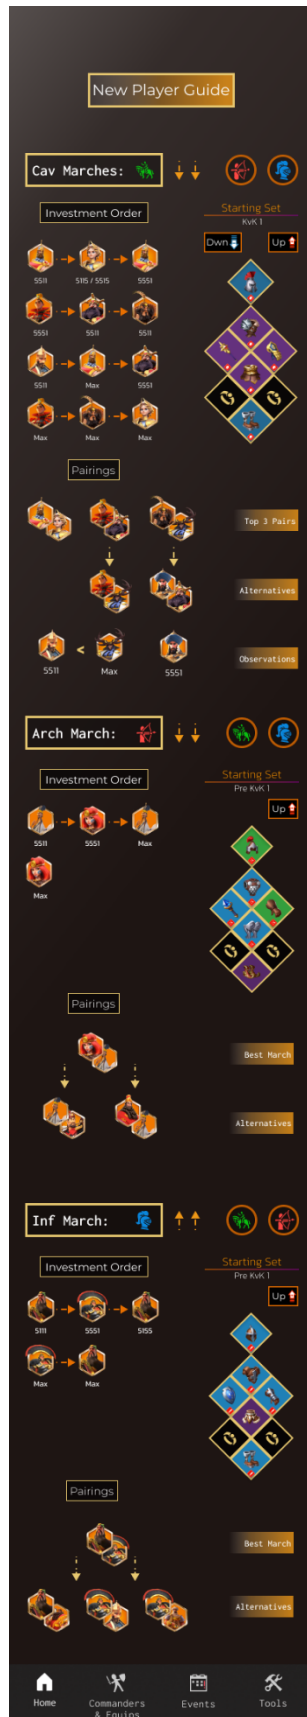 New Player Guide
Cav Marches:
Investment Order
Starting Set
KvK 1
Dwn
Up
5511
5115 / 5515
5551
5551
5511
5511
5511
Max
5551
Max
Max
Max
Pairings
Top 3 Pairs
Alternatives
5511
<
Max
5551
Observations
Arch March:
Investment Order
Starting Set
Pre KvK 1
Up
5511
5551
Max
Max
Pairings
Best March
Alternatives
Inf March:
Investment Order
Starting Set
Pre KvK 1
Up
5111
5551
5155
Max
Max
Pairings
Best March
Alternatives
Home
Commanders
& Equips
Events
Tools